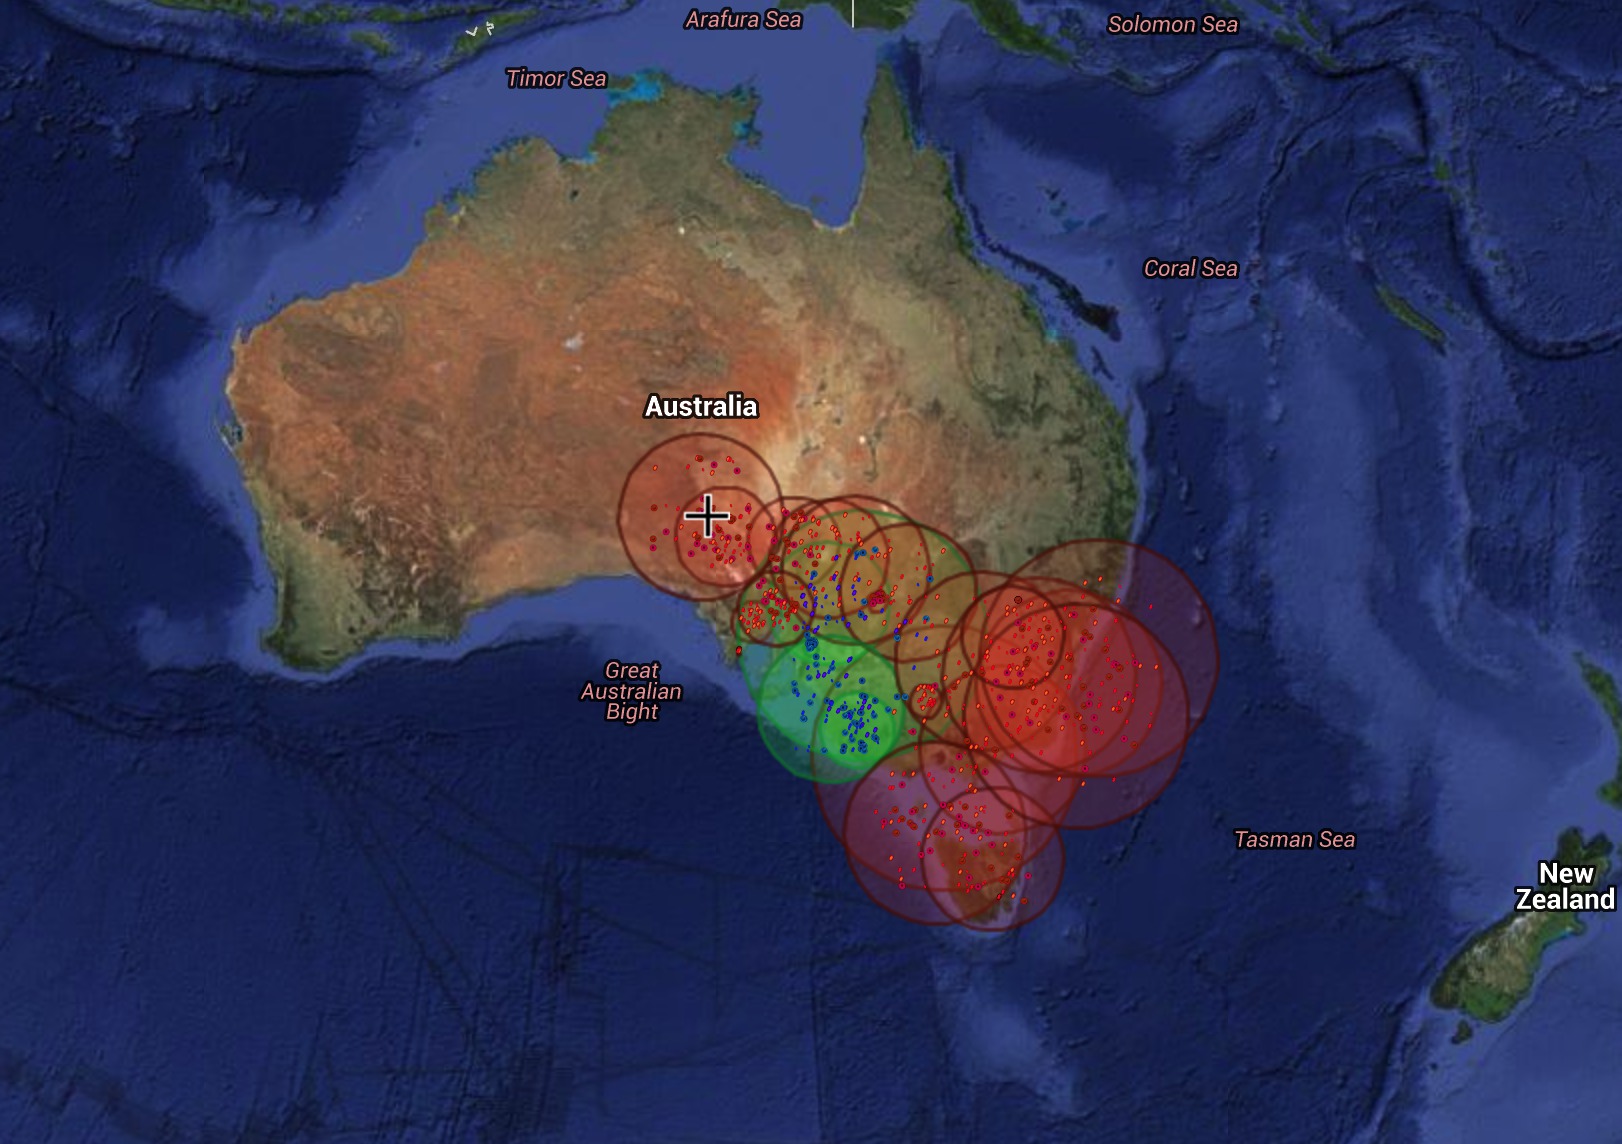 Arafura Sea
Solomon Sea
Timor Sea
Coral Sea
Australia
Great
Australian
Bight
Tasman Sea
New
Zealand